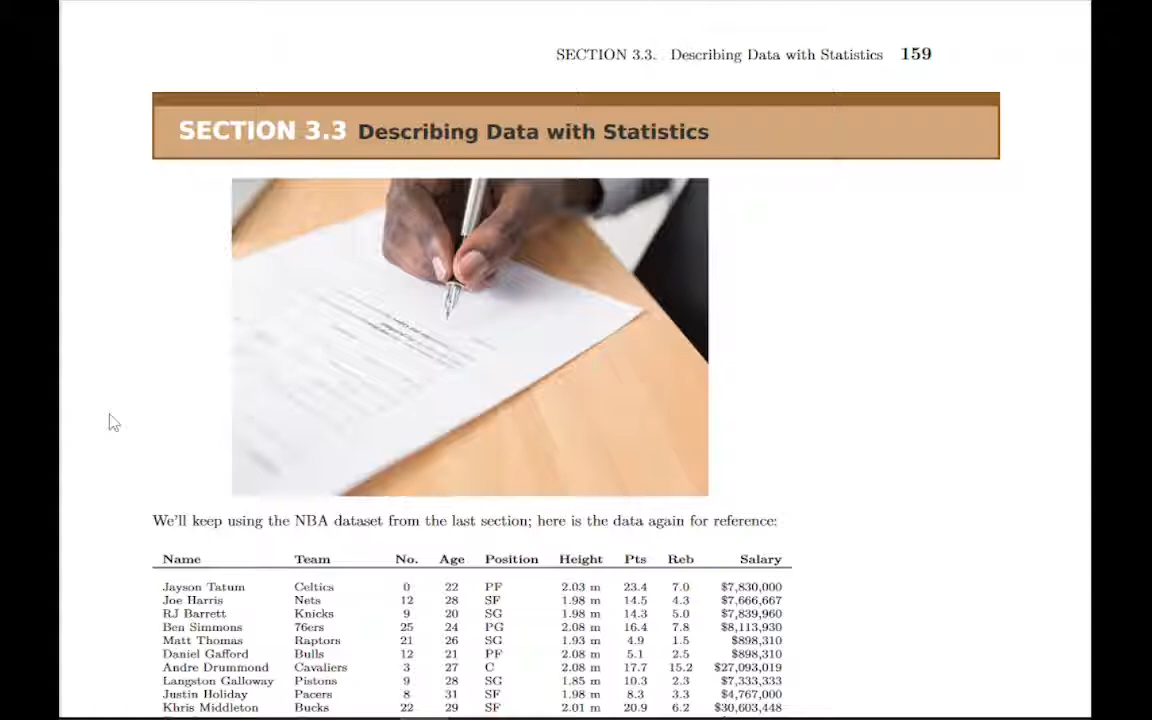 SECTION 3.3. Describing Data with Statistics 159
SECTION 3.3 Describing Data with Statistics
We'll keep using the NBA dataset from the last section; here is the data again for reference:
Name Team No. Age Position Height Pts Reb Salary
Jayson Tatum Celtics 0 22 PF 2.03 m 23.4 7.0 $7,830,000
Joe Harris Nets 12 28 SF 1.98 m 14.5 4.3 $7,666,667
RJ Barrett Knicks 9 20 SG 1.98 m 14.3 5.0 $7,839,960
Ben Simmons 76ers 25 24 PG 2.08 m 16.4 7.8 $8,113,930
Matt Thomas Raptors 21 26 SG 1.93 m 4.9 1.5 $898,310
Daniel Gafford Bulls 12 21 PF 2.08 m 5.1 2.5 $898,310
Andre Drummond Cavaliers 3 27 C 2.08 m 17.7 15.2 $27,093,019
Langston Galloway Pistons 9 28 SG 1.85 m 10.3 2.3 $7,333,333
Justin Holiday Pacers 8 31 SF 1.98 m 8.3 3.3 $4,767,000
Khris Middleton Bucks 22 29 SF 2.01 m 20.9 6.2 $30,603,448